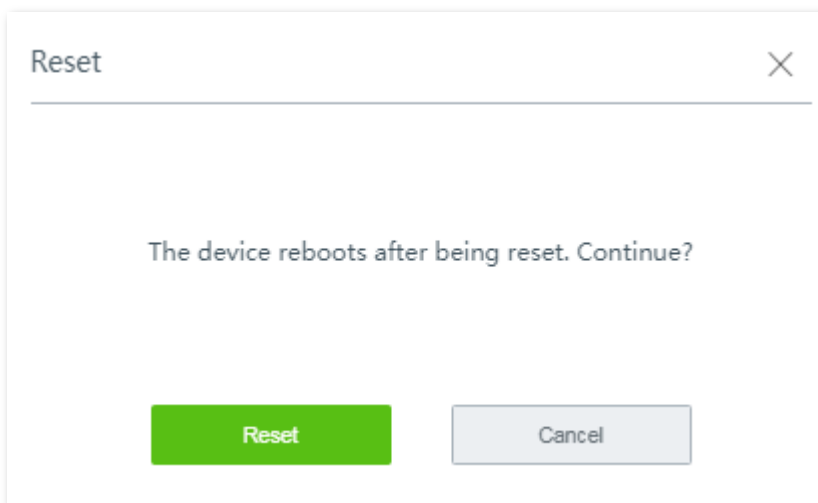 Reset
The device reboots after being reset. Continue?
Reset
Cancel